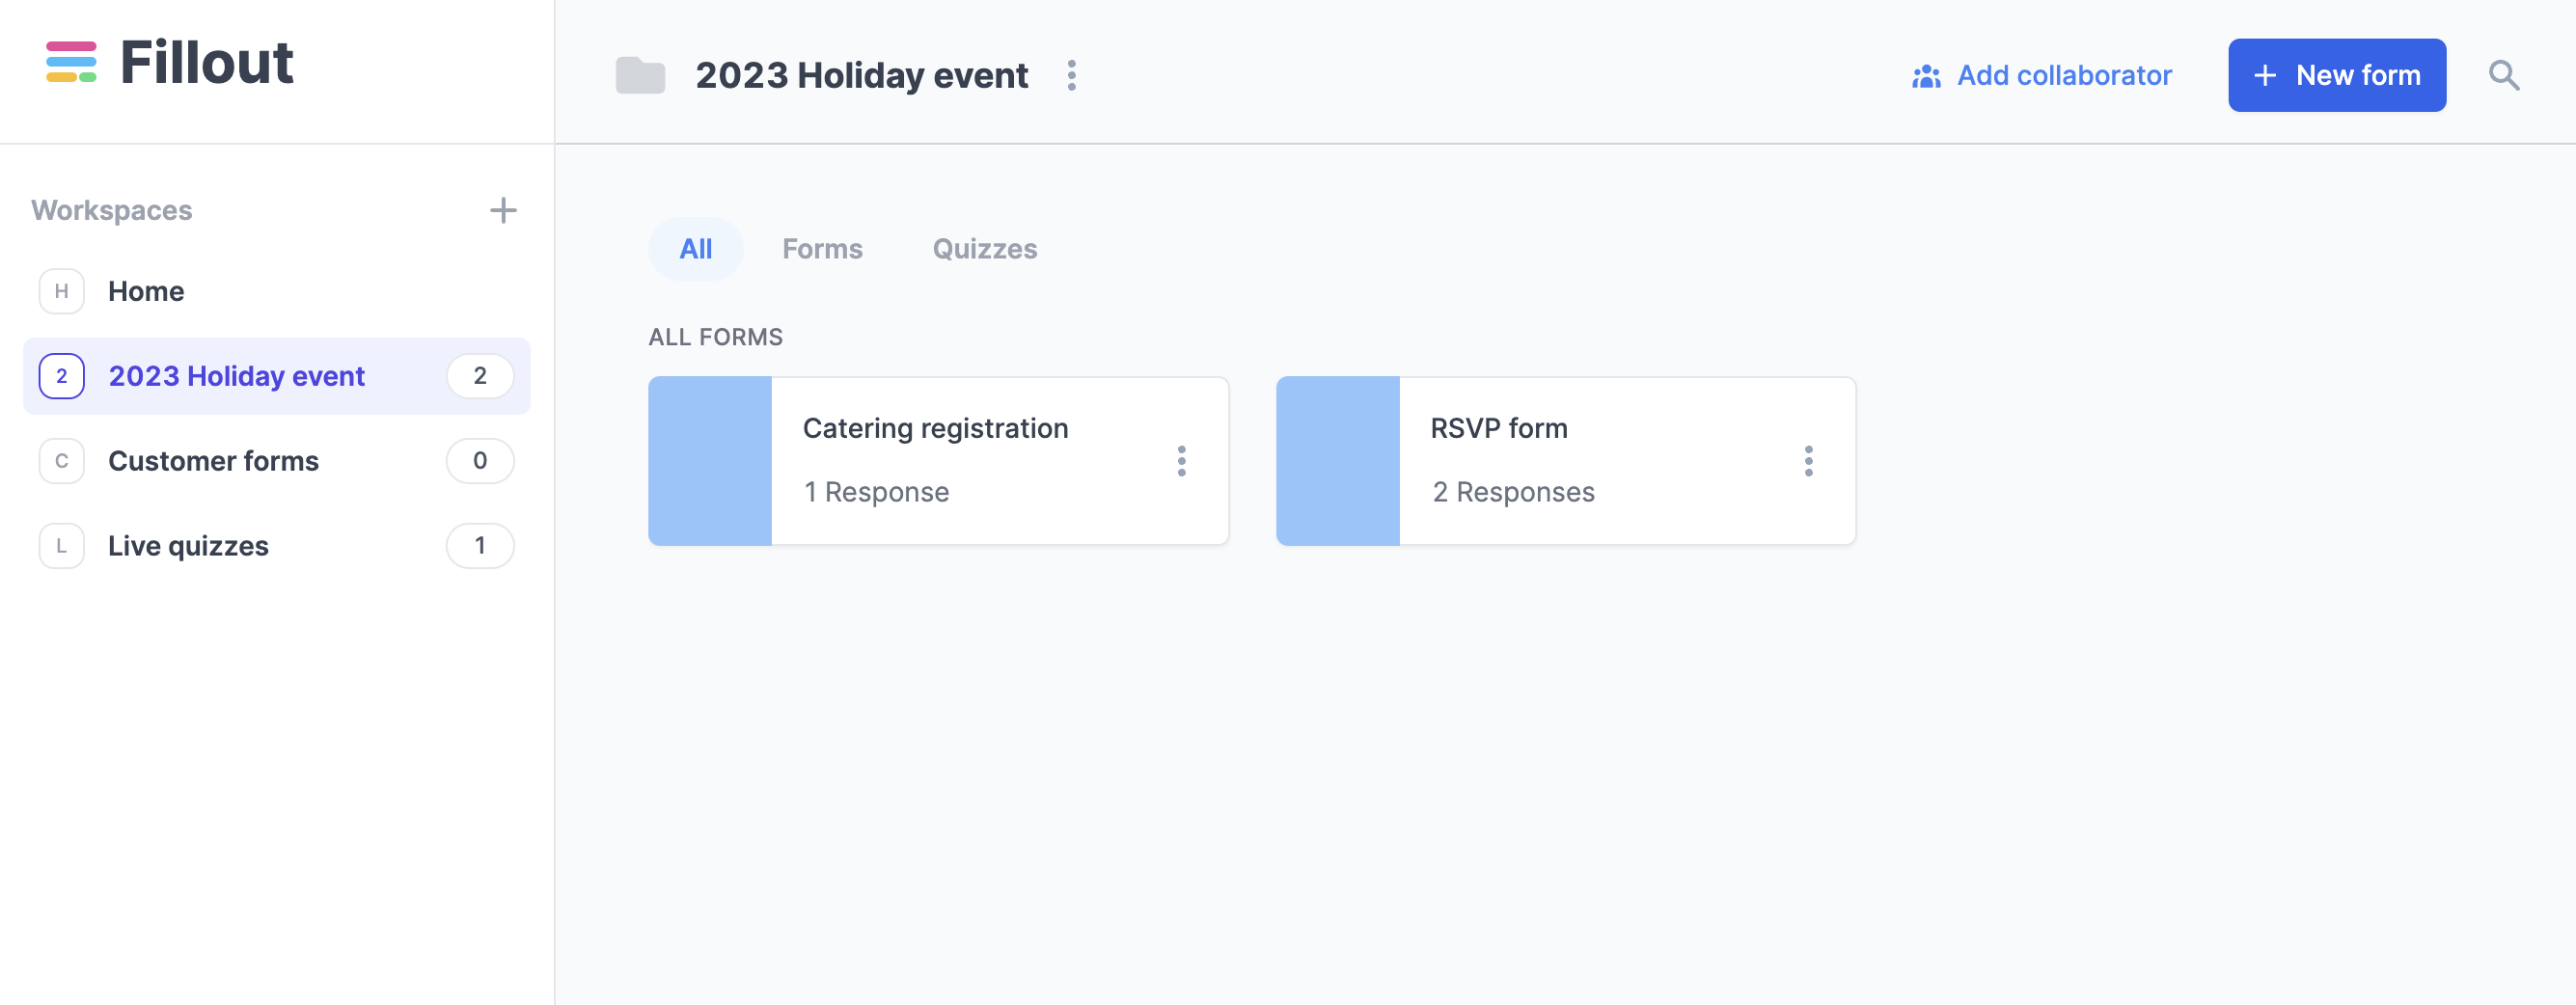 Fillout
Workspaces
H Home
2 2023 Holiday event 2
C Customer forms 0
L Live quizzes 1
2023 Holiday event
Add collaborator
+ New form
All Forms Quizzes
ALL FORMS
Catering registration
1 Response
RSVP form
2 Responses